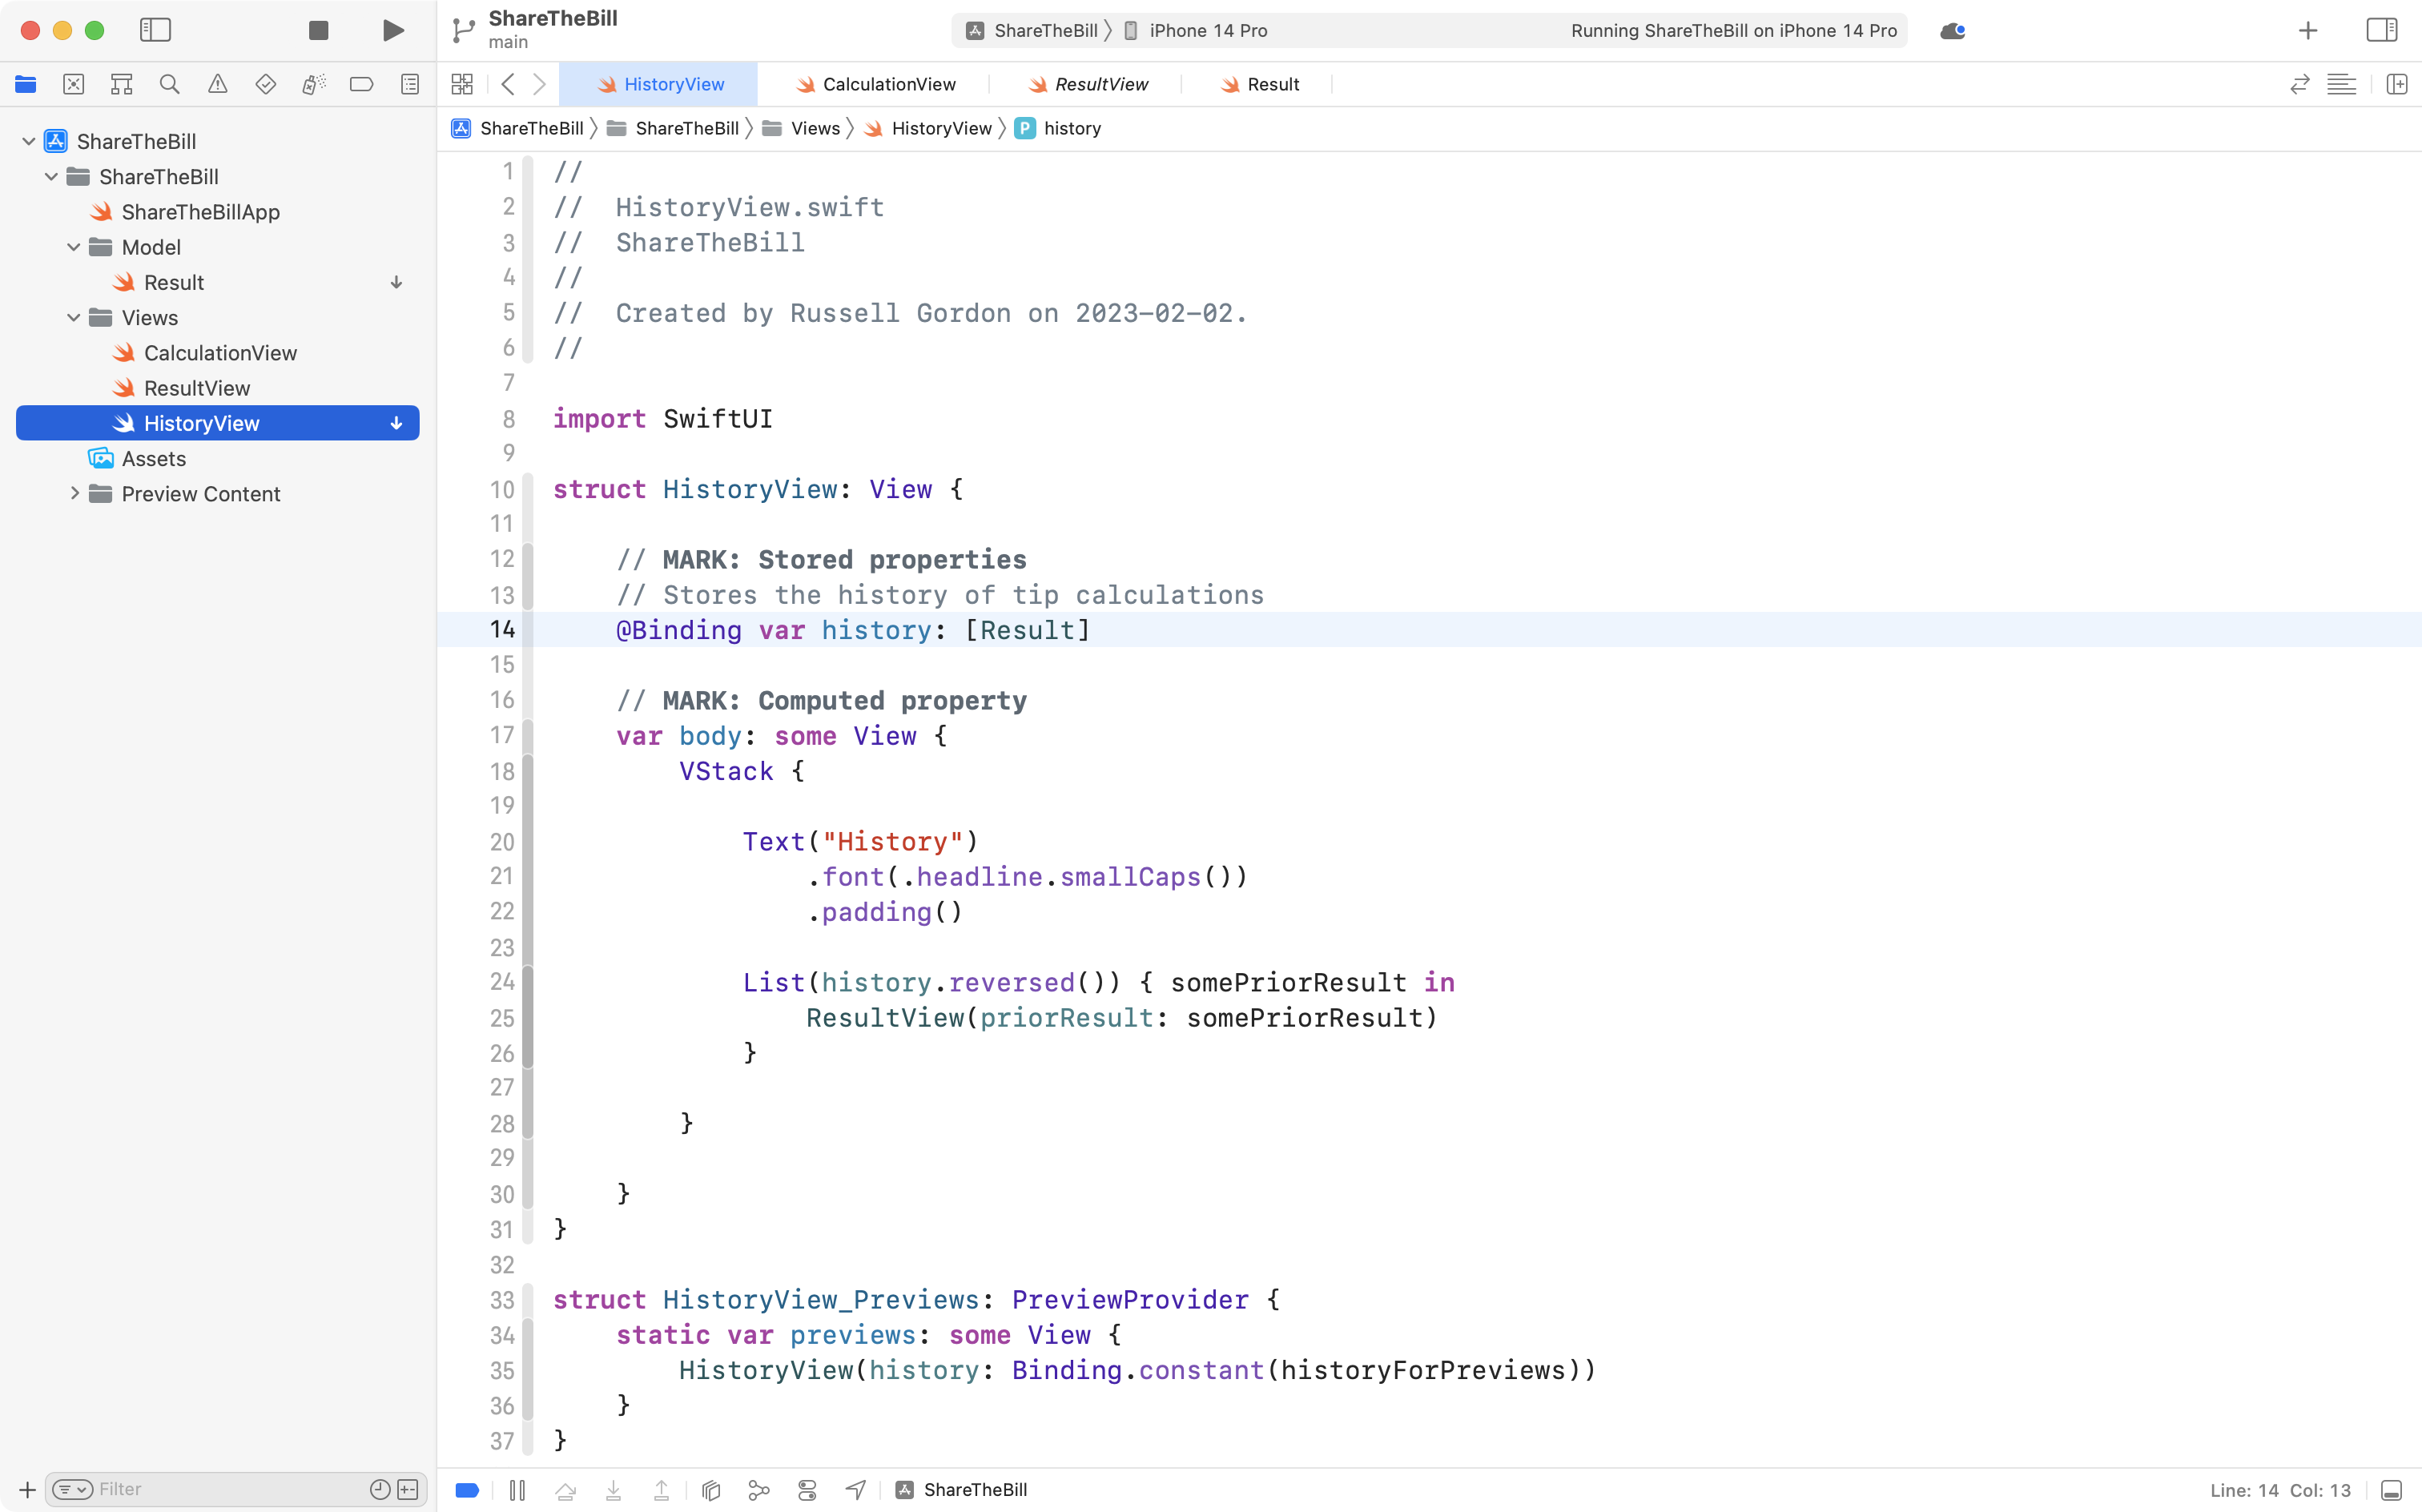 ShareTheBill
main
ShareTheBill iPhone 14 Pro
Running ShareTheBill on iPhone 14 Pro
HistoryView
CalculationView
ResultView
Result
ShareTheBill ShareTheBill Views HistoryView P history
ShareTheBill
ShareTheBill
ShareTheBillApp
Model
Result
Views
CalculationView
ResultView
HistoryView
Assets
Preview Content
1 //
2 //  HistoryView.swift
3 //  ShareTheBill
4 //
5 //  Created by Russell Gordon on 2023-02-02.
6 //
7
8 import SwiftUI
9
10 struct HistoryView: View {
11
12     // MARK: Stored properties
13     // Stores the history of tip calculations
14     @Binding var history: [Result]
15
16     // MARK: Computed property
17     var body: some View {
18         VStack {
19
20             Text("History")
21                 .font(.headline.smallCaps())
22                 .padding()
23
24             List(history.reversed()) { somePriorResult in
25                 ResultView(priorResult: somePriorResult)
26             }
27
28         }
29
30     }
31 }
32
33 struct HistoryView_Previews: PreviewProvider {
34     static var previews: some View {
35         HistoryView(history: Binding.constant(historyForPreviews))
36     }
37 }
Filter
ShareTheBill
Line: 14 Col: 13